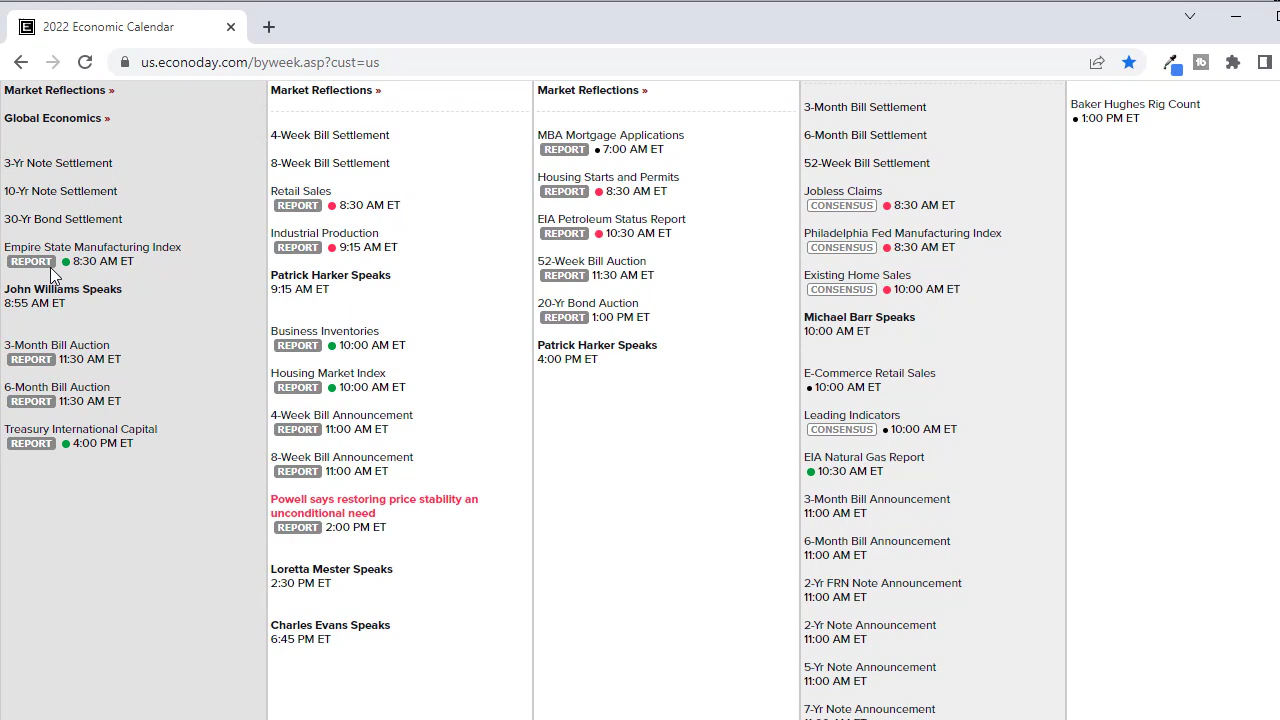 2022 Economic Calendar
us.econoday.com/byweek.asp?cust=us
Market Reflections »
Global Economics »
3-Yr Note Settlement
10-Yr Note Settlement
30-Yr Bond Settlement
Empire State Manufacturing Index
REPORT 8:30 AM ET
John Williams Speaks
8:55 AM ET
3-Month Bill Auction
REPORT 11:30 AM ET
6-Month Bill Auction
REPORT 11:30 AM ET
Treasury International Capital
REPORT 4:00 PM ET
Market Reflections »
4-Week Bill Settlement
8-Week Bill Settlement
Retail Sales
REPORT 8:30 AM ET
Industrial Production
REPORT 9:15 AM ET
Patrick Harker Speaks
9:15 AM ET
Business Inventories
REPORT 10:00 AM ET
Housing Market Index
REPORT 10:00 AM ET
4-Week Bill Announcement
REPORT 11:00 AM ET
8-Week Bill Announcement
REPORT 11:00 AM ET
Powell says restoring price stability an
unconditional need
REPORT 2:00 PM ET
Loretta Mester Speaks
2:30 PM ET
Charles Evans Speaks
6:45 PM ET
Market Reflections »
MBA Mortgage Applications
REPORT 7:00 AM ET
Housing Starts and Permits
REPORT 8:30 AM ET
EIA Petroleum Status Report
REPORT 10:30 AM ET
52-Week Bill Auction
REPORT 11:30 AM ET
20-Yr Bond Auction
REPORT 1:00 PM ET
Patrick Harker Speaks
4:00 PM ET
3-Month Bill Settlement
6-Month Bill Settlement
52-Week Bill Settlement
Jobless Claims
CONSENSUS 8:30 AM ET
Philadelphia Fed Manufacturing Index
CONSENSUS 8:30 AM ET
Existing Home Sales
CONSENSUS 10:00 AM ET
Michael Barr Speaks
10:00 AM ET
E-Commerce Retail Sales
10:00 AM ET
Leading Indicators
CONSENSUS 10:00 AM ET
EIA Natural Gas Report
10:30 AM ET
3-Month Bill Announcement
11:00 AM ET
6-Month Bill Announcement
11:00 AM ET
2-Yr FRN Note Announcement
11:00 AM ET
2-Yr Note Announcement
11:00 AM ET
5-Yr Note Announcement
11:00 AM ET
7-Yr Note Announcement
Baker Hughes Rig Count
1:00 PM ET